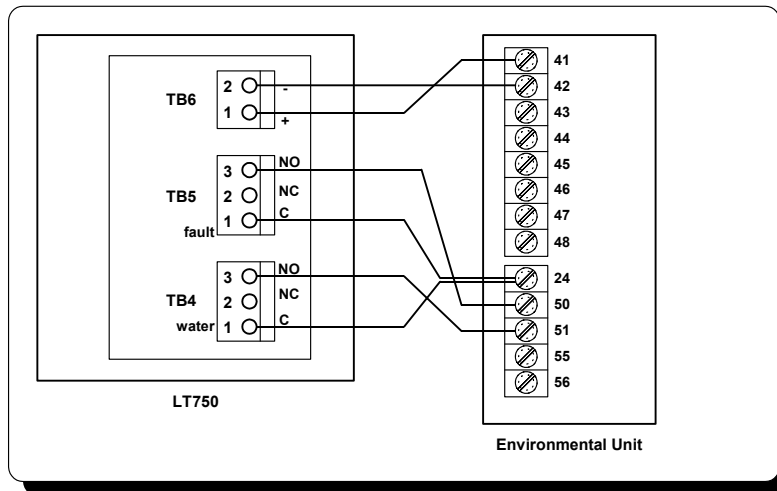 TB6
2 -
1 +
TB5
3 NO
2 NC
1 C
fault
TB4
3 NO
2 NC
water 1 C
LT750
41
42
43
44
45
46
47
48
24
50
51
55
56
Environmental Unit